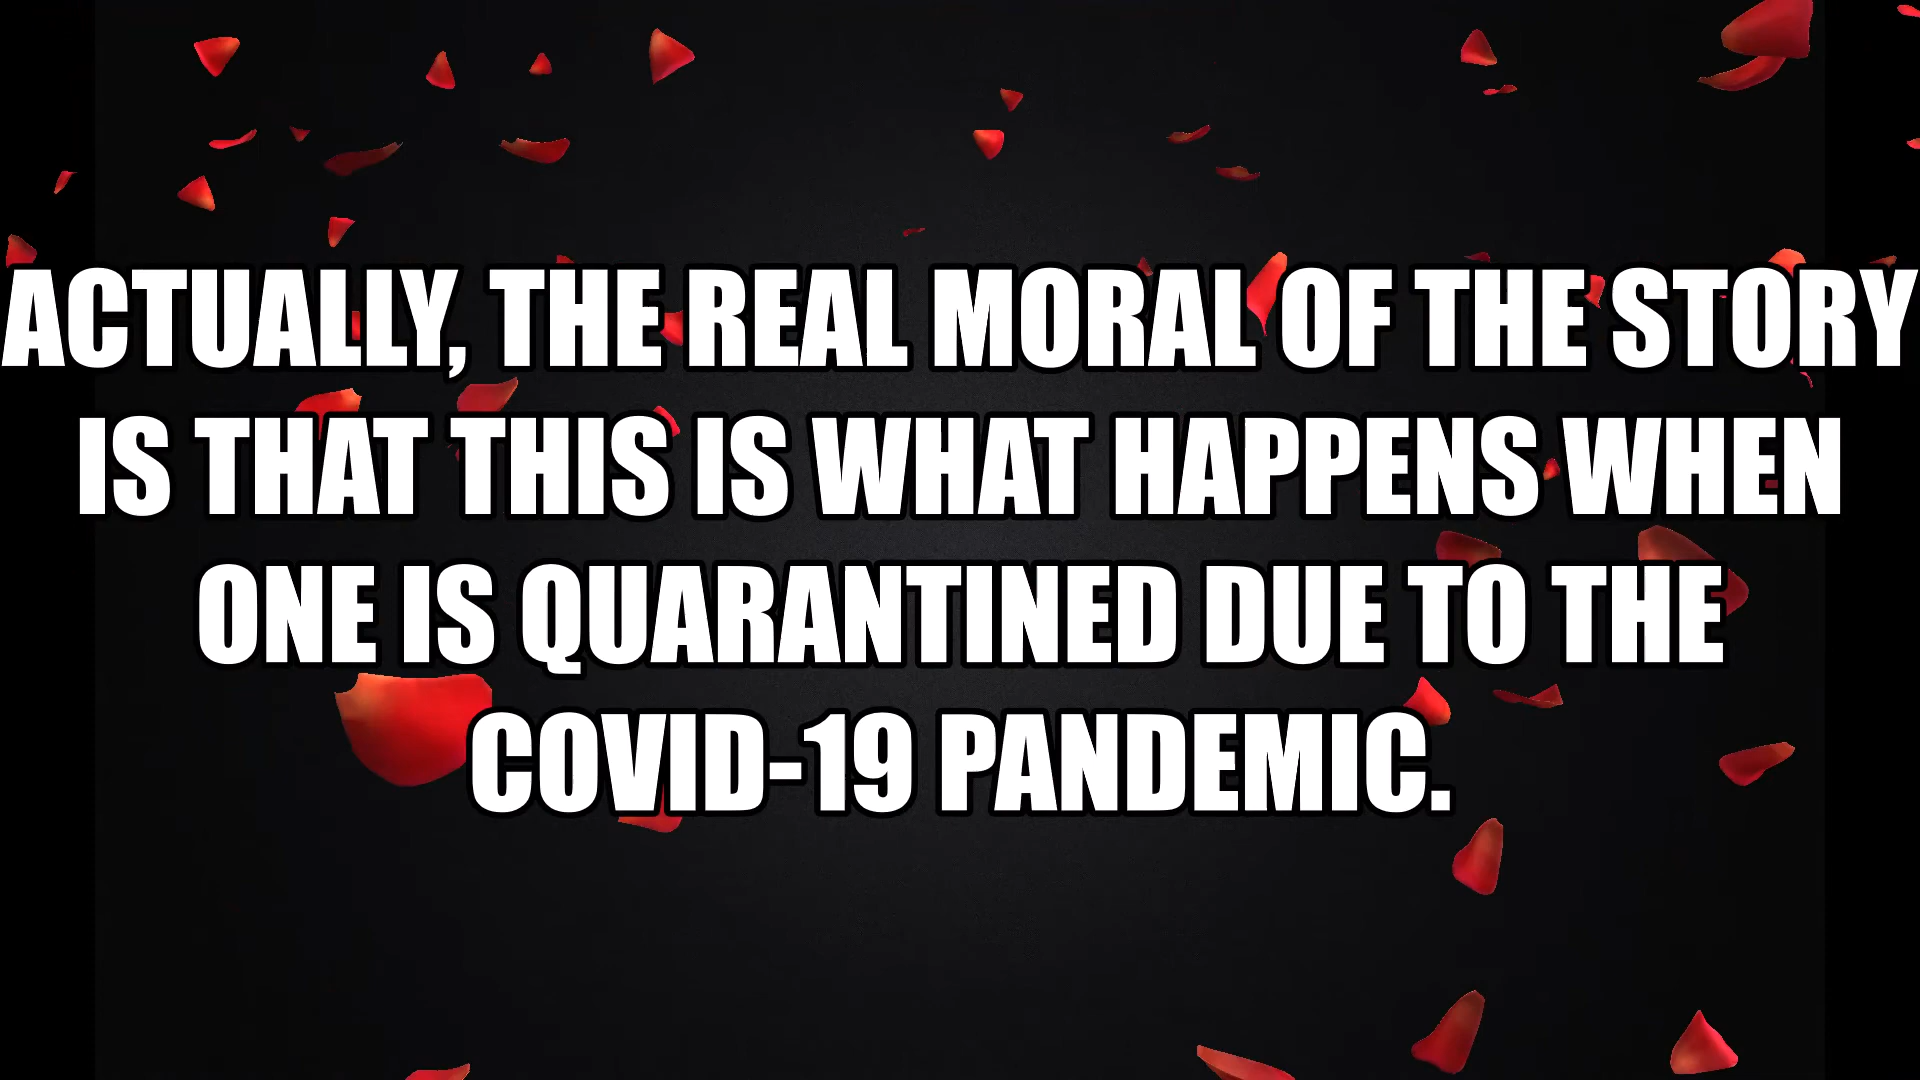 ACTUALLY, THE REAL MORAL OF THE STORY
IS THAT THIS IS WHAT HAPPENS WHEN
ONE IS QUARANTINED DUE TO THE
COVID-19 PANDEMIC.